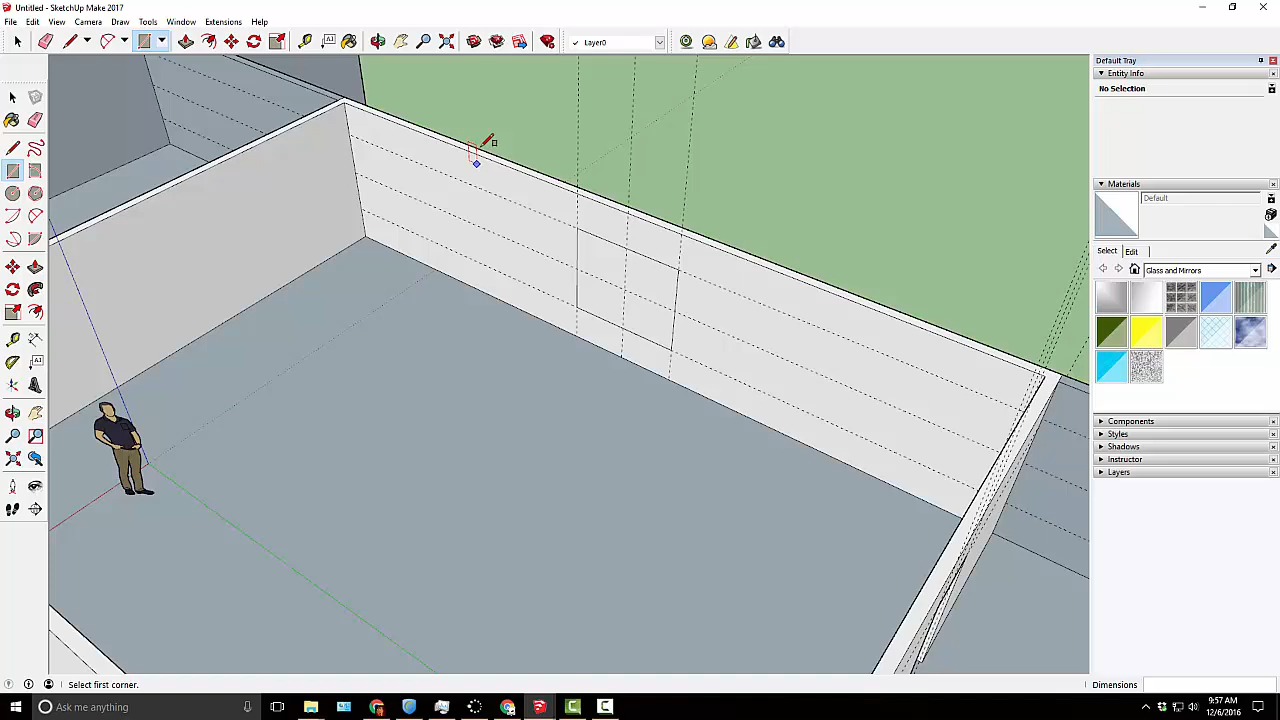 Untitled - SketchUp Make 2017
File Edit View Camera Draw Tools Window Extensions Help
Layer0
Default Tray
Entity Info
No Selection
Materials
Default
Select Edit
Glass and Mirrors
Components
Styles
Shadows
Instructor
Layers
Select first corner.
Dimensions
Ask me anything
9:57 AM
12/6/2016